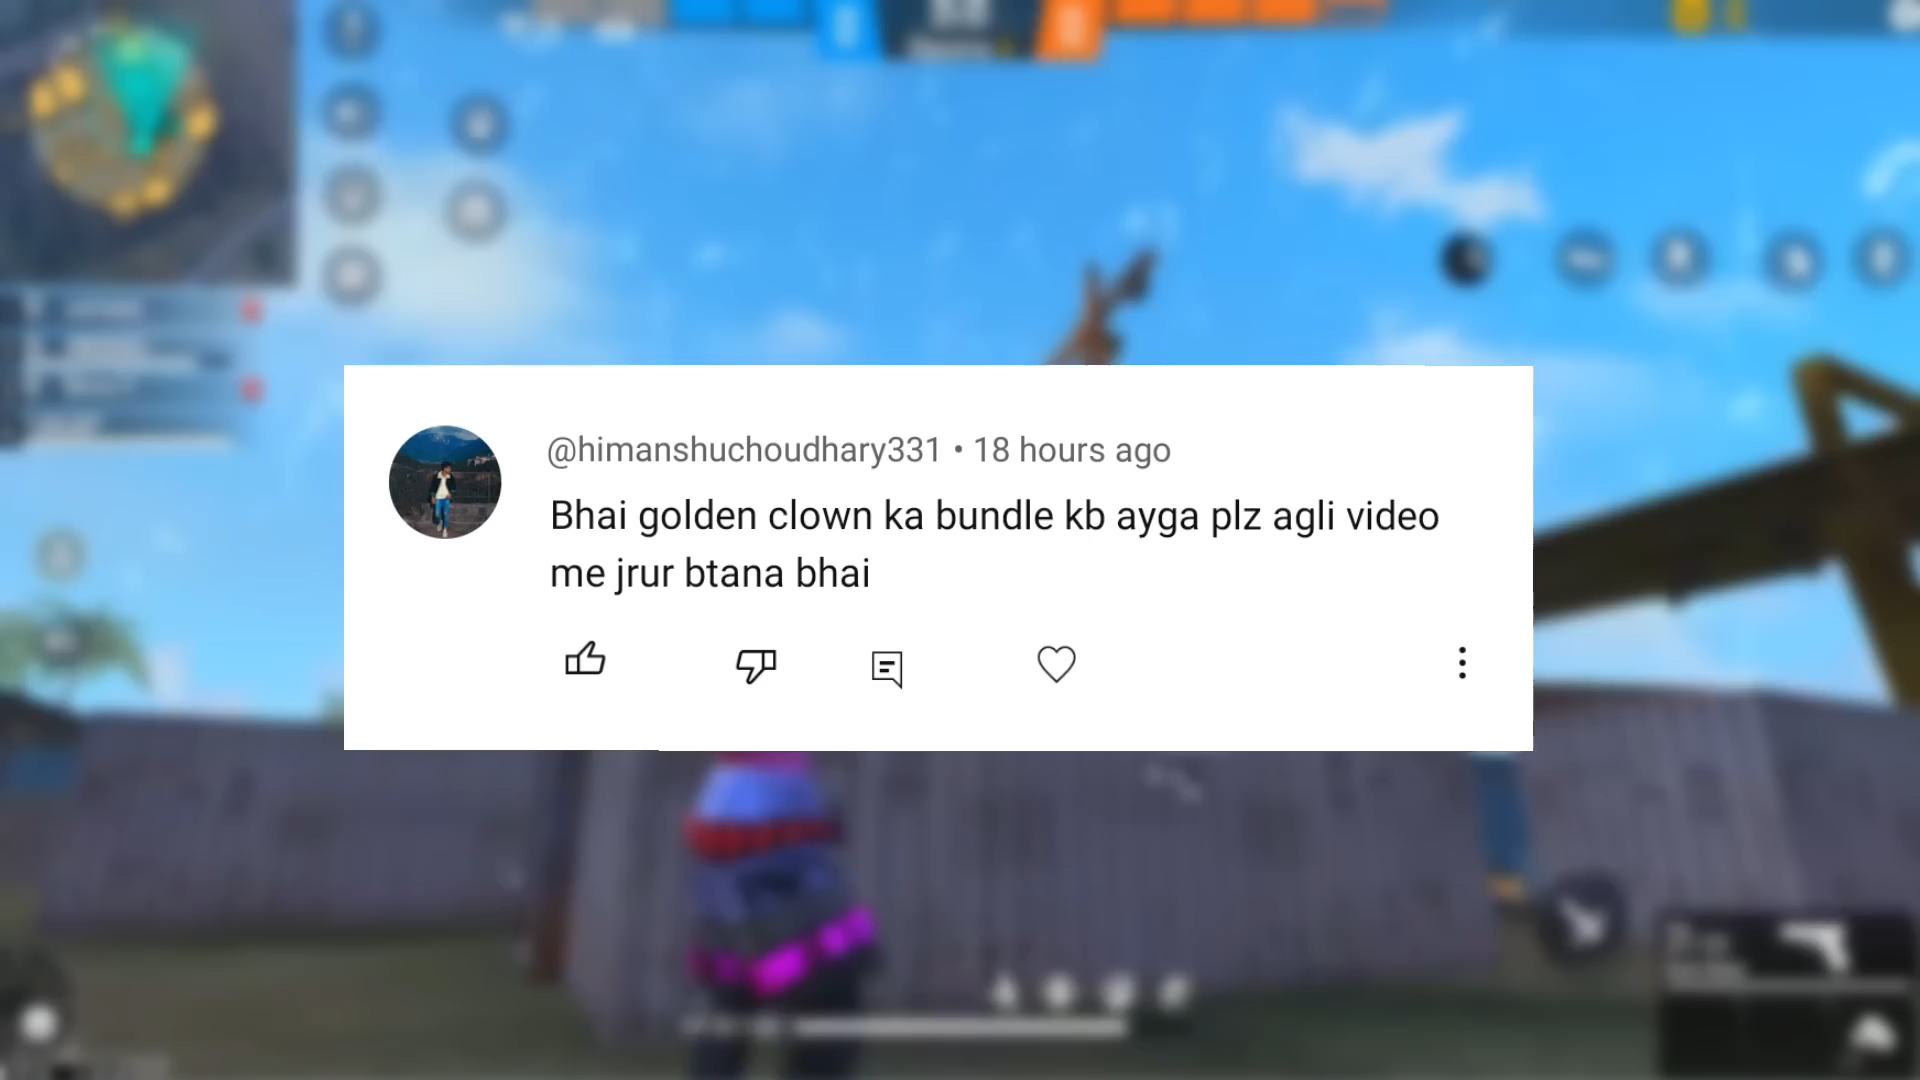 @himanshuchoudhary331 • 18 hours ago
Bhai golden clown ka bundle kb ayga plz agli video
me jrur btana bhai